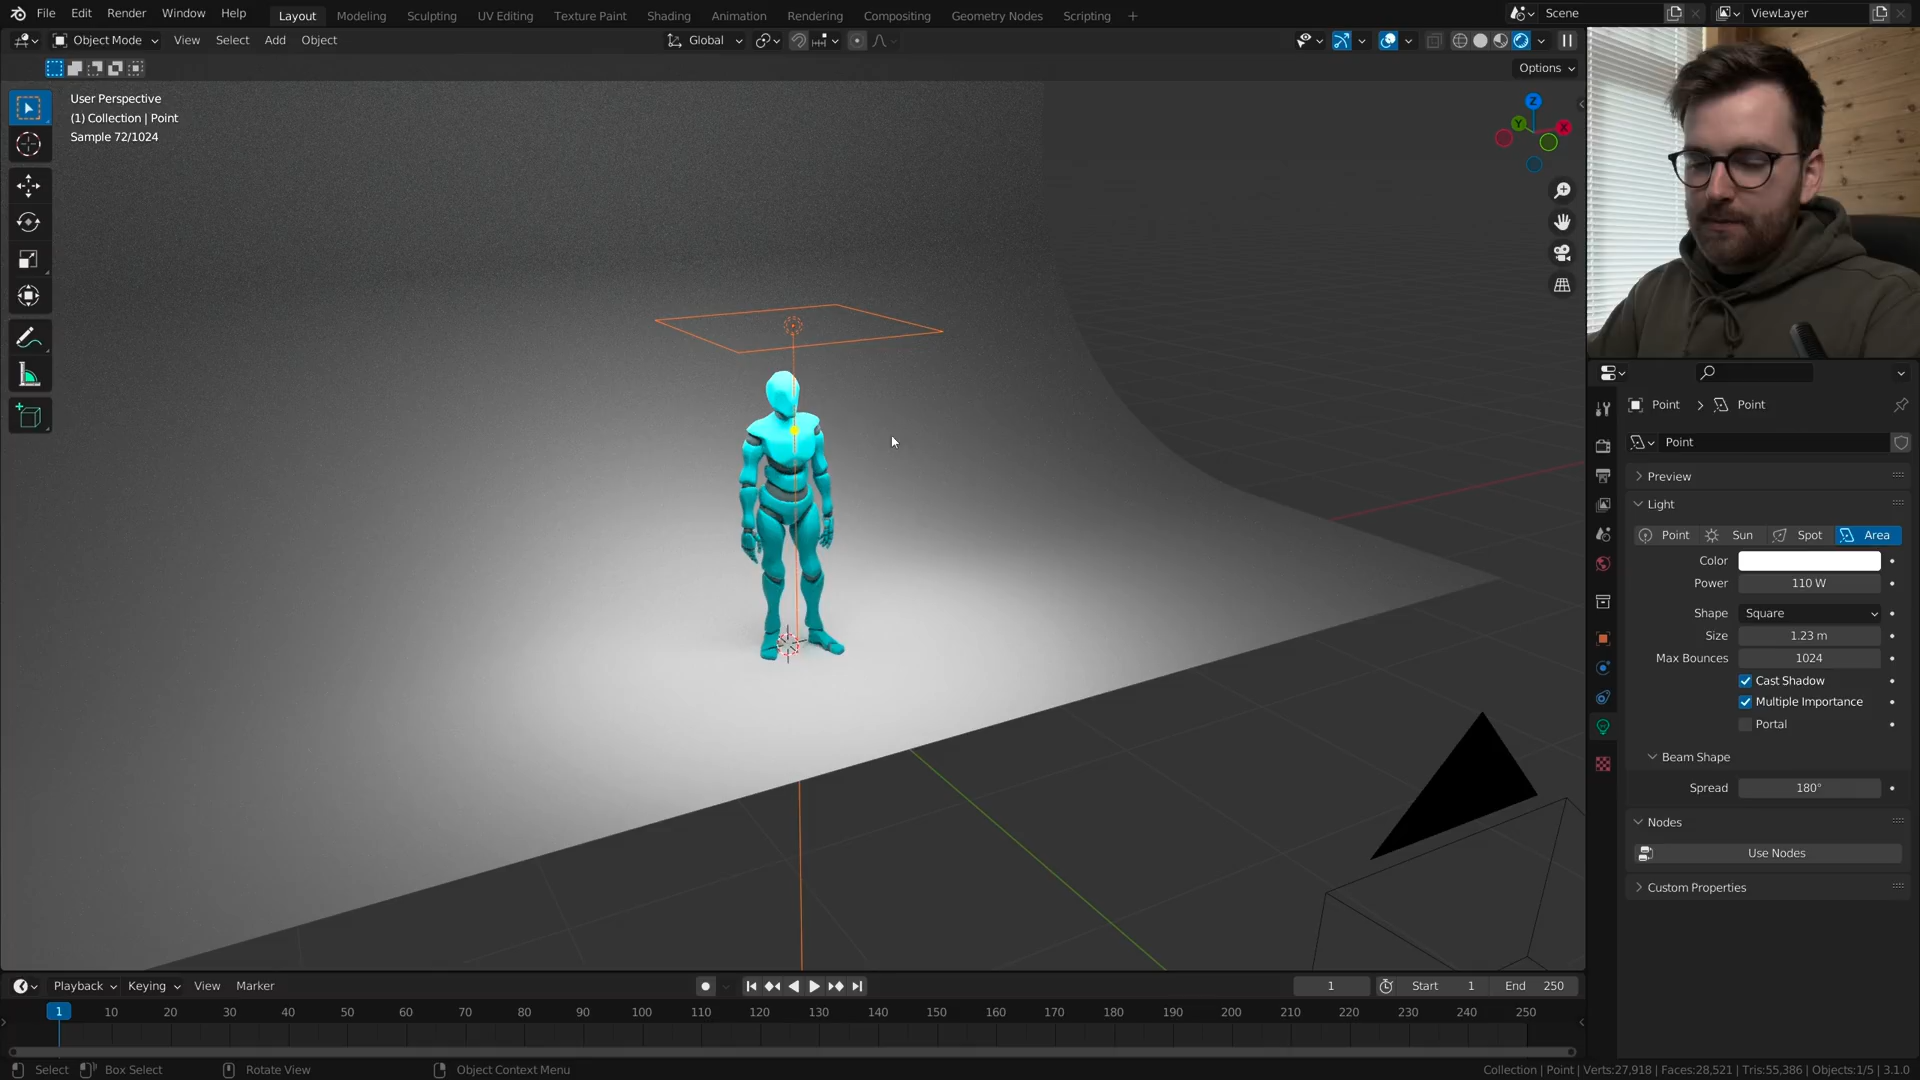 File Edit Render Window Help Layout Modeling Sculpting UV Editing Texture Paint Shading Animation Rendering Compositing Geometry Nodes Scripting Scene ViewLayer
Object Mode View Select Add Object Global
Options
User Perspective
(1) Collection | Point
Sample 72/1024
Z
Y
X
Point Point
Point
Preview
Light
Point Sun Spot Area
Color
Power 110 W
Shape Square
Size 1.23 m
Max Bounces 1024
Cast Shadow
Multiple Importance
Portal
Beam Shape
Spread 180°
Nodes
Use Nodes
Custom Properties
Playback Keying View Marker 1 Start 1 End 250
1 10 20 30 40 50 60 70 80 90 100 110 120 130 140 150 160 170 180 190 200 210 220 230 240 250
Select Box Select Rotate View Object Context Menu Collection | Point | Verts:27,918 | Faces:28,521 | Tris:55,386 | Objects:1/5 | 3.1.0